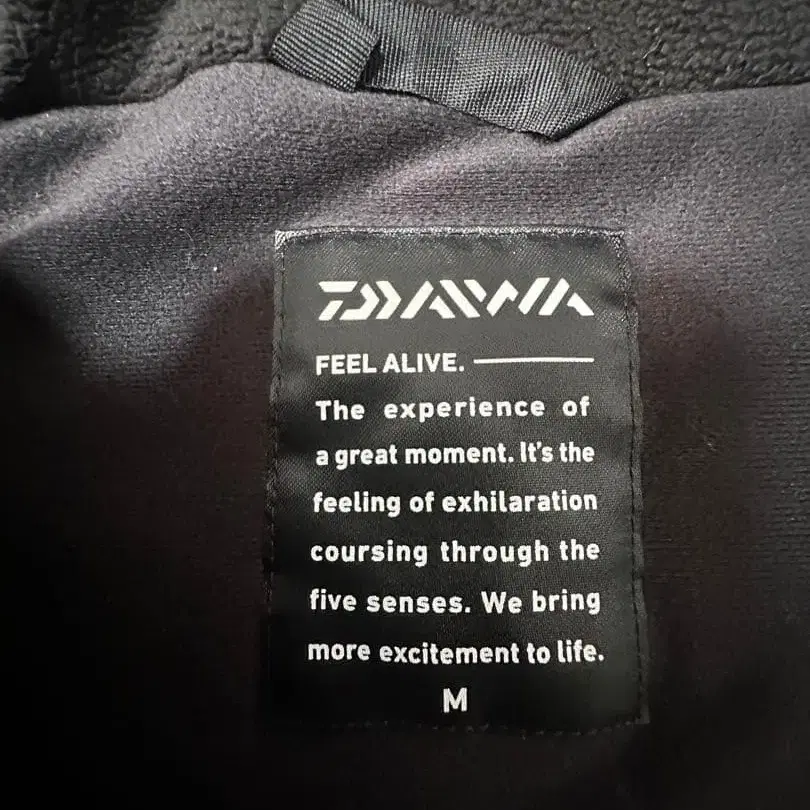 DAIWA
FEEL ALIVE.
The experience of
a great moment. It's the
feeling of exhilaration
coursing through the
five senses. We bring
more excitement to life.
M